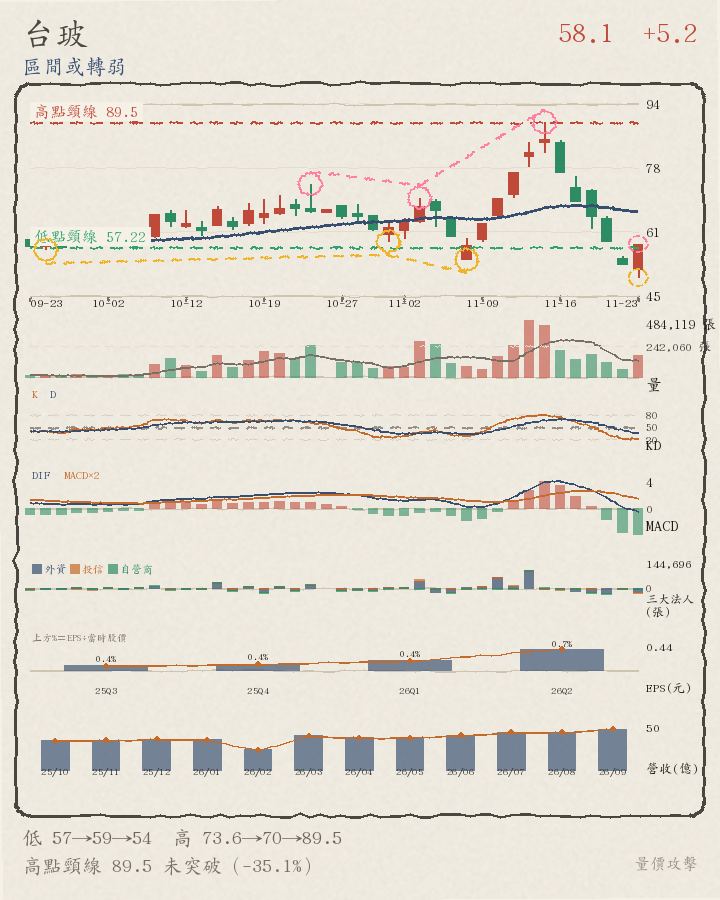 台玻
58.1 +5.2
區間或轉弱
高點頸線 89.5
94
78
低點頸線 57.22
61
45
09-23 10-02 10-12 10-19 10-27 11-02 11-09 11-16 11-23
484,119 張
242,060 張
量
K D
80
50
20
KD
DIF MACD×2
4
0
MACD
外資 投信 自營商
144,696
0
三大法人
(張)
上方%=EPS÷當時股價
0.44
0.4% 0.4% 0.4% 0.7%
25Q3 25Q4 26Q1 26Q2
EPS(元)
50
25/10 25/11 25/12 26/01 26/02 26/03 26/04 26/05 26/06 26/07 26/08 26/09
營收(億)
低 57→59→54 高 73.6→70→89.5
高點頸線 89.5 未突破 (-35.1%)
量價攻擊